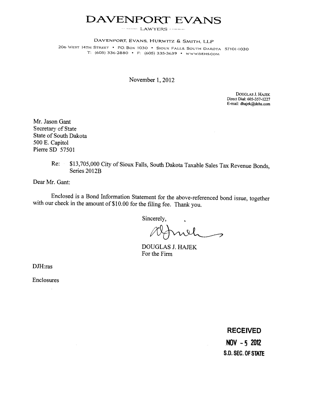 DAVENPORT EVANS
LAWYERS
DAVENPORT, EVANS, HURWITZ & SMITH, LLP
206 WEST 14TH STREET • PO BOX 1030 • SIOUX FALLS SOUTH DAKOTA 57101-1030
T: (605) 336-2880 • F: (605) 335-3639 • WWW.DEHS.COM
November 1, 2012
DOUGLAS J. HAJEK
Direct Dial: 605-357-1227
E-mail: dhajek@dehs.com
Mr. Jason Gant
Secretary of State
State of South Dakota
500 E. Capitol
Pierre SD 57501
Re: $13,705,000 City of Sioux Falls, South Dakota Taxable Sales Tax Revenue Bonds,
Series 2012B
Dear Mr. Gant:
Enclosed is a Bond Information Statement for the above-referenced bond issue, together
with our check in the amount of $10.00 for the filing fee. Thank you.
Sincerely,
DOUGLAS J. HAJEK
For the Firm
DJH:ras
Enclosures
RECEIVED
NOV - 5 2012
S.D. SEC. OF STATE